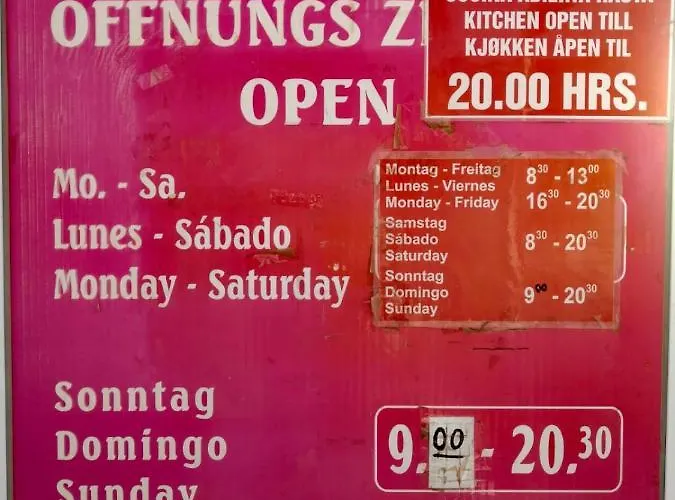 OFFNUNGS
OPEN
KITCHEN OPEN TILL
KJØKKEN ÅPEN TIL
20.00 HRS.
Mo. - Sa.
Lunes - Sábado
Monday - Saturday
Montag - Freitag 8³⁰ - 13⁰⁰
Lunes - Viernes
Monday - Friday 16³⁰ - 20³⁰
Samstag
Sábado 8³⁰ - 20³⁰
Saturday
Sonntag
Domingo 9⁰⁰ - 20³⁰
Sunday
Sonntag
Domingo 9.00 - 20.30
Sunday